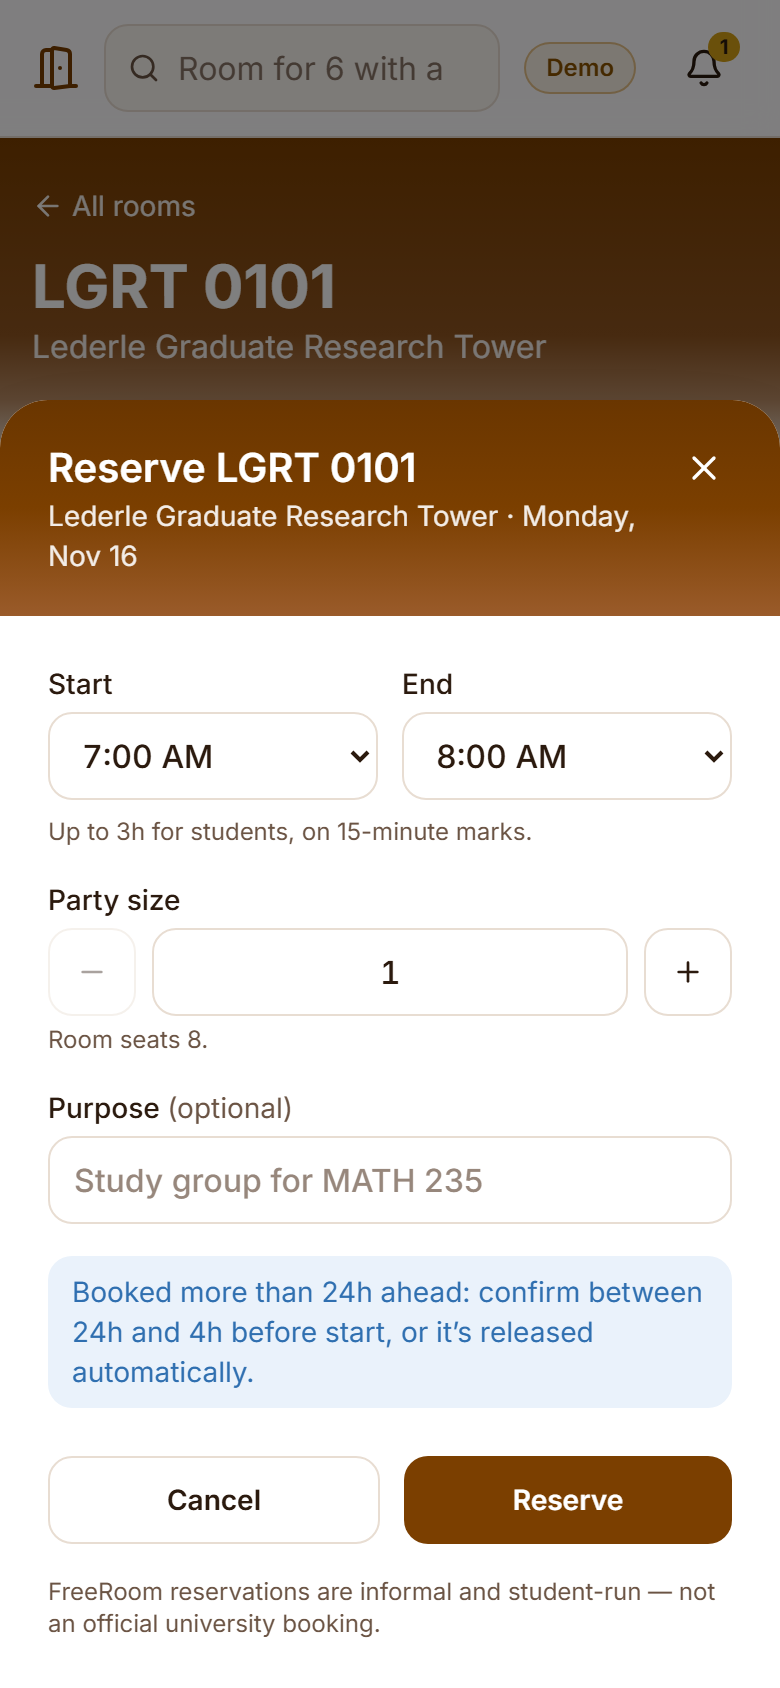 Room for 6 with a
Demo
1
All rooms
LGRT 0101
Lederle Graduate Research Tower
Reserve LGRT 0101
Lederle Graduate Research Tower · Monday,
Nov 16
Start
End
7:00 AM
8:00 AM
Up to 3h for students, on 15-minute marks.
Party size
1
Room seats 8.
Purpose (optional)
Study group for MATH 235
Booked more than 24h ahead: confirm between
24h and 4h before start, or it’s released
automatically.
Cancel
Reserve
FreeRoom reservations are informal and student-run — not
an official university booking.